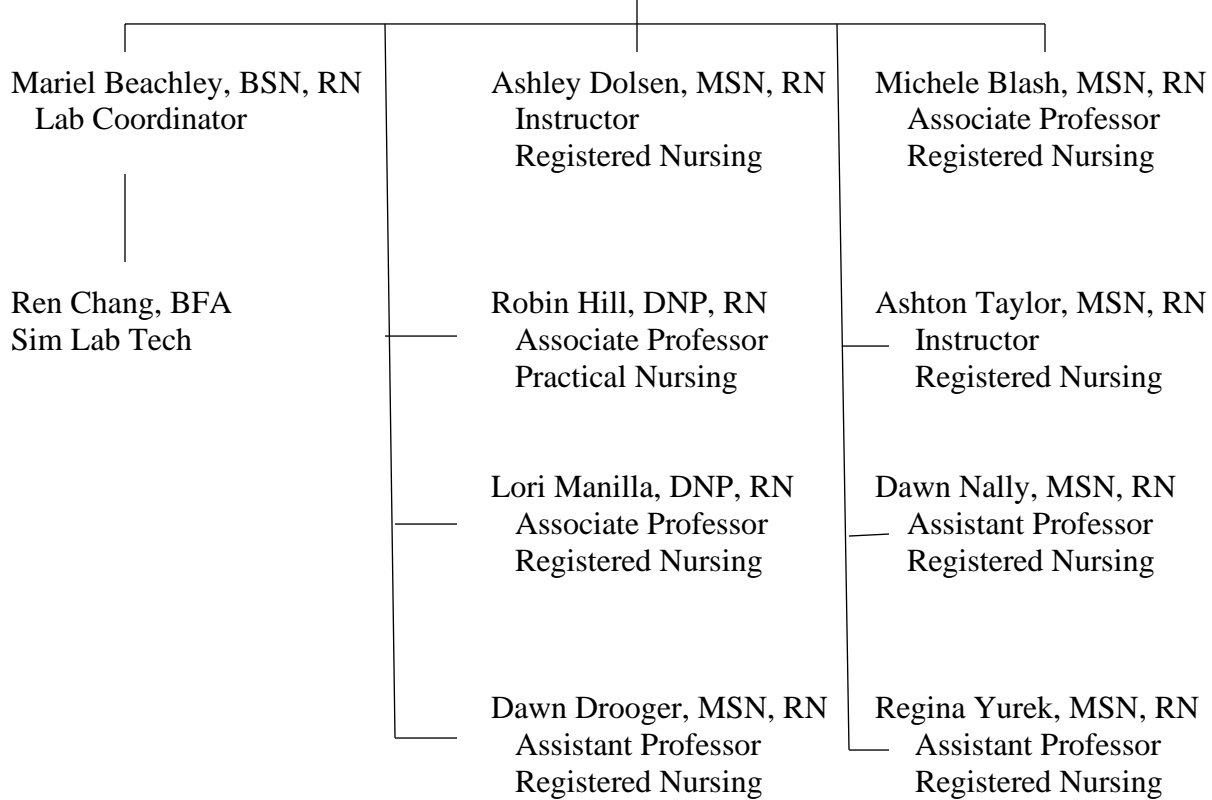 Mariel Beachley, BSN, RN
Lab Coordinator
Ashley Dolsen, MSN, RN
Instructor
Registered Nursing
Michele Blash, MSN, RN
Associate Professor
Registered Nursing
Ren Chang, BFA
Sim Lab Tech
Robin Hill, DNP, RN
Associate Professor
Practical Nursing
Ashton Taylor, MSN, RN
Instructor
Registered Nursing
Lori Manilla, DNP, RN
Associate Professor
Registered Nursing
Dawn Nally, MSN, RN
Assistant Professor
Registered Nursing
Dawn Drooger, MSN, RN
Assistant Professor
Registered Nursing
Regina Yurek, MSN, RN
Assistant Professor
Registered Nursing